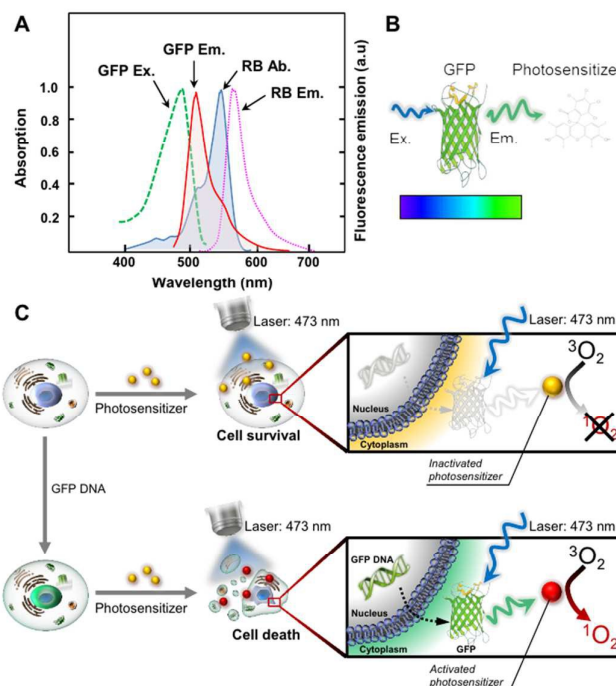 A
GFP Em.
GFP Ex.
RB Ab.
RB Em.
1.0
0.8
0.6
0.4
0.2
Absorption
Fluorescence emission (a.u)
400
500
600
700
Wavelength (nm)
B
GFP
Photosensitizer
Ex.
Em.
C
Laser: 473 nm
Photosensitizer
Cell survival
Laser: 473 nm
³O₂
¹O₂
Nucleus
Cytoplasm
Inactivated
photosensitizer
GFP DNA
Laser: 473 nm
Photosensitizer
Cell death
Laser: 473 nm
GFP DNA
³O₂
¹O₂
Nucleus
GFP
Cytoplasm
Activated
photosensitizer